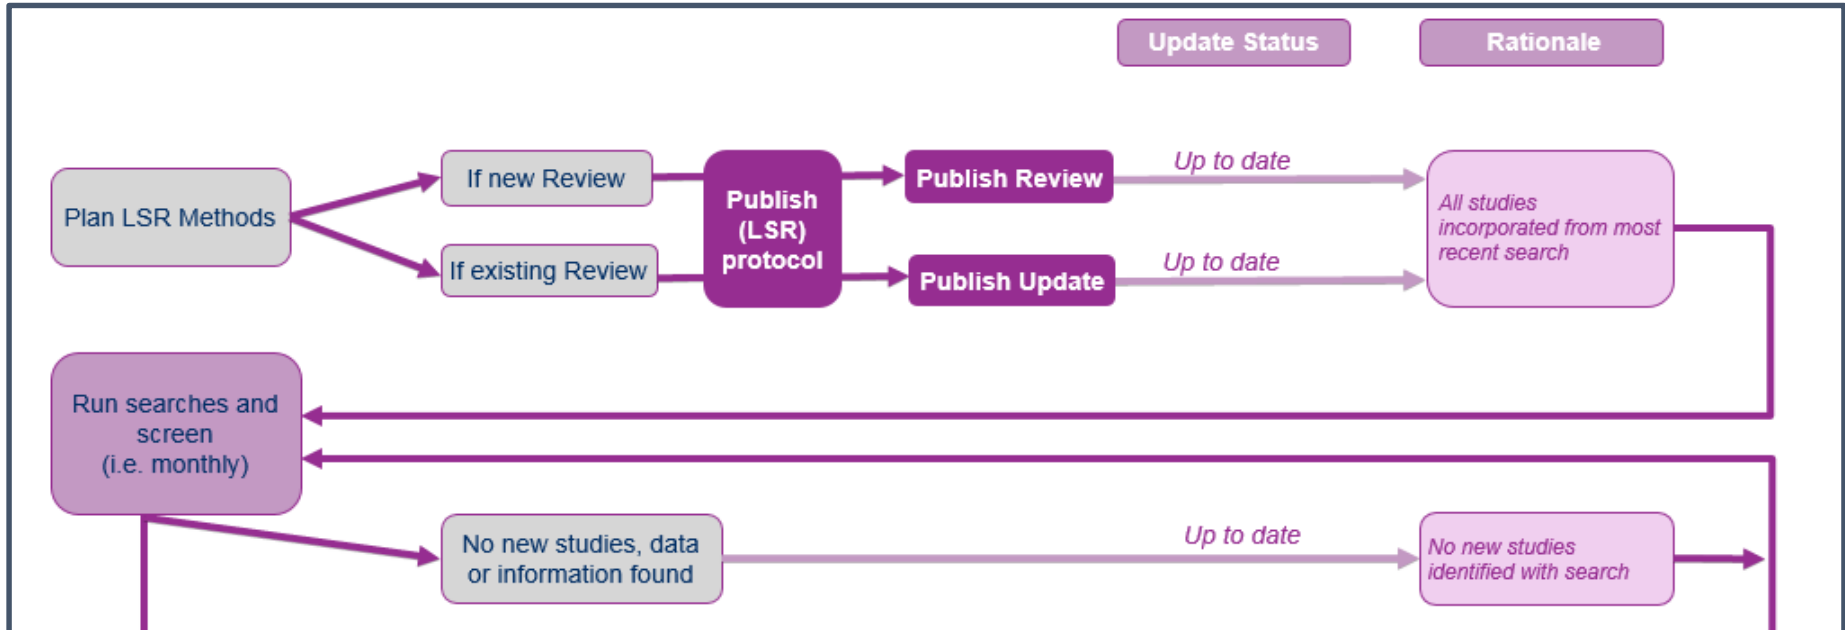 Update Status
Rationale
Plan LSR Methods
If new Review
If existing Review
Publish
(LSR)
protocol
Publish Review
Publish Update
Up to date
Up to date
All studies
incorporated from most
recent search
Run searches and
screen
(i.e. monthly)
No new studies, data
or information found
Up to date
No new studies
identified with search